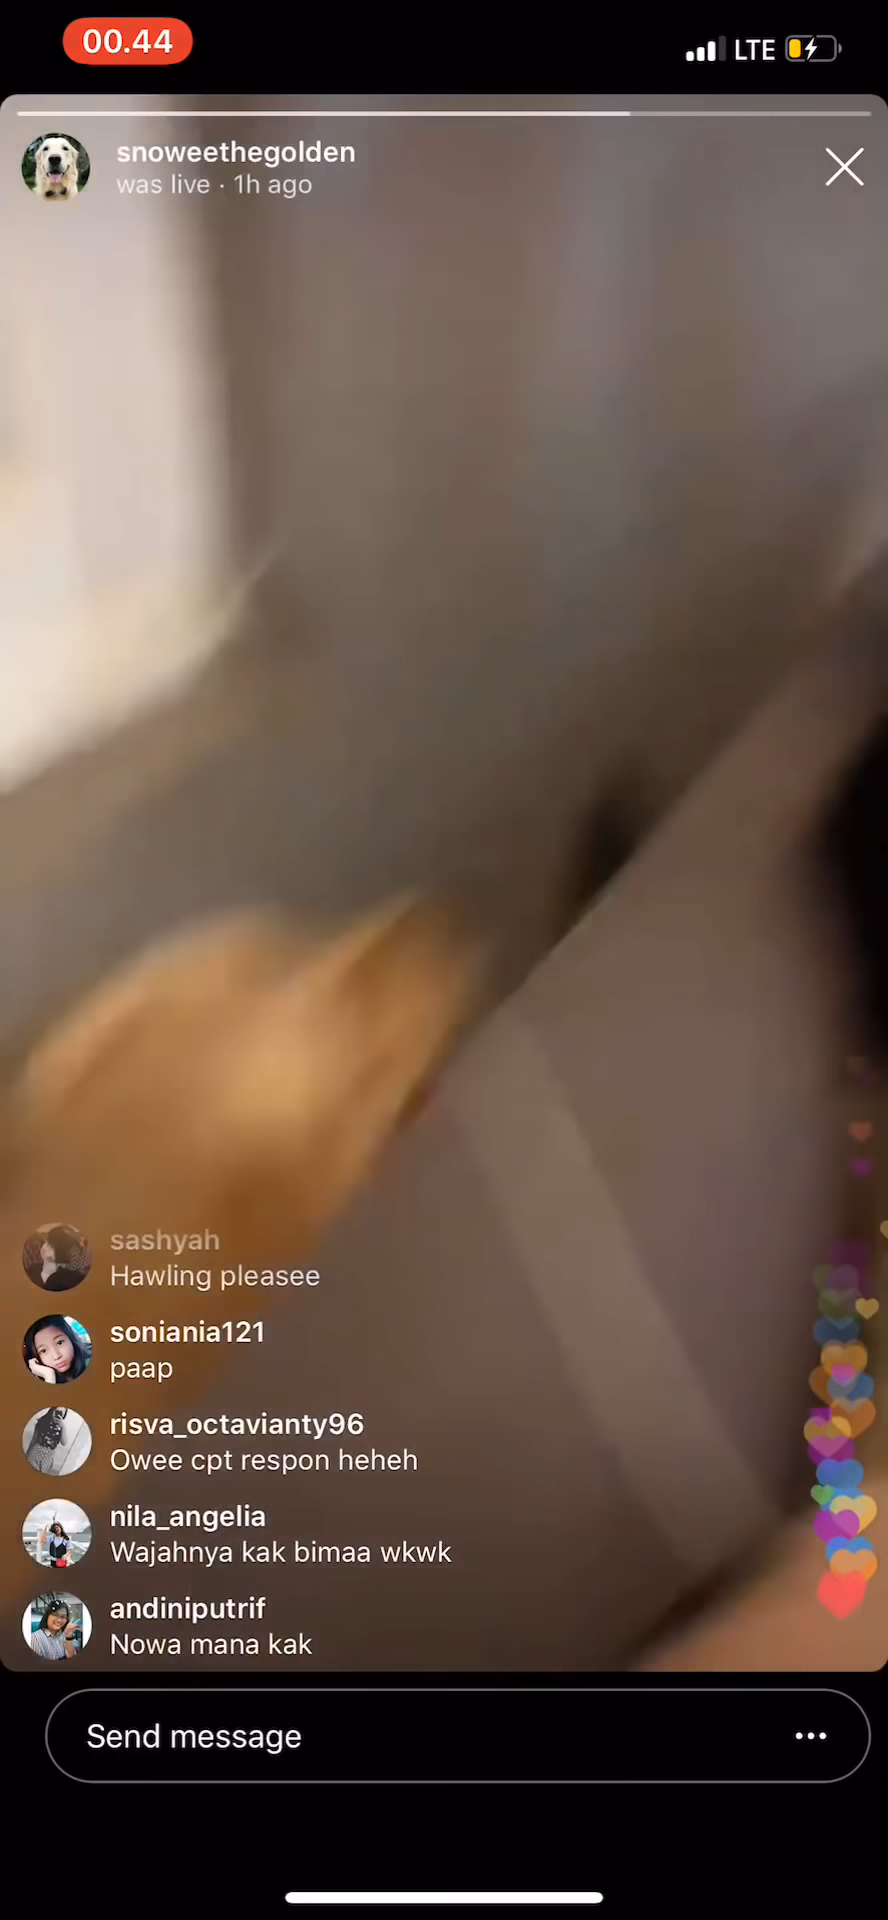 00.44
LTE
snoweethegolden
was live · 1h ago
sashyah
Hawling pleasee
soniania121
paap
risva_octavianty96
Owee cpt respon heheh
nila_angelia
Wajahnya kak bimaa wkwk
andiniputrif
Nowa mana kak
Send message